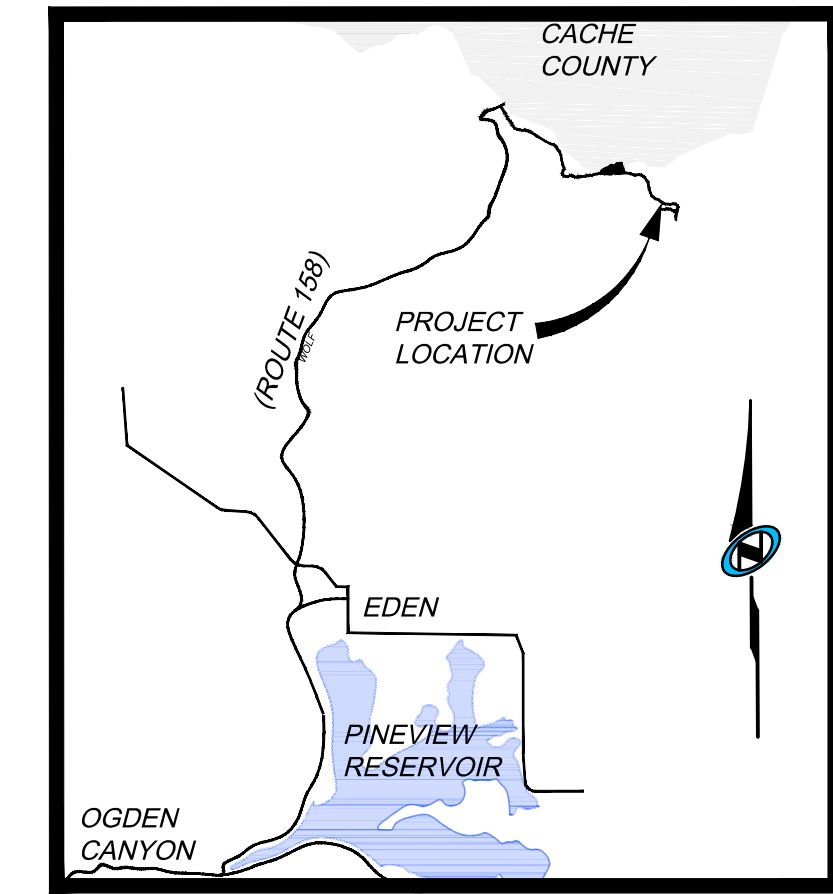 CACHE
COUNTY
(ROUTE 158)
WOLF
PROJECT
LOCATION
N
EDEN
PINEVIEW
RESERVOIR
OGDEN
CANYON